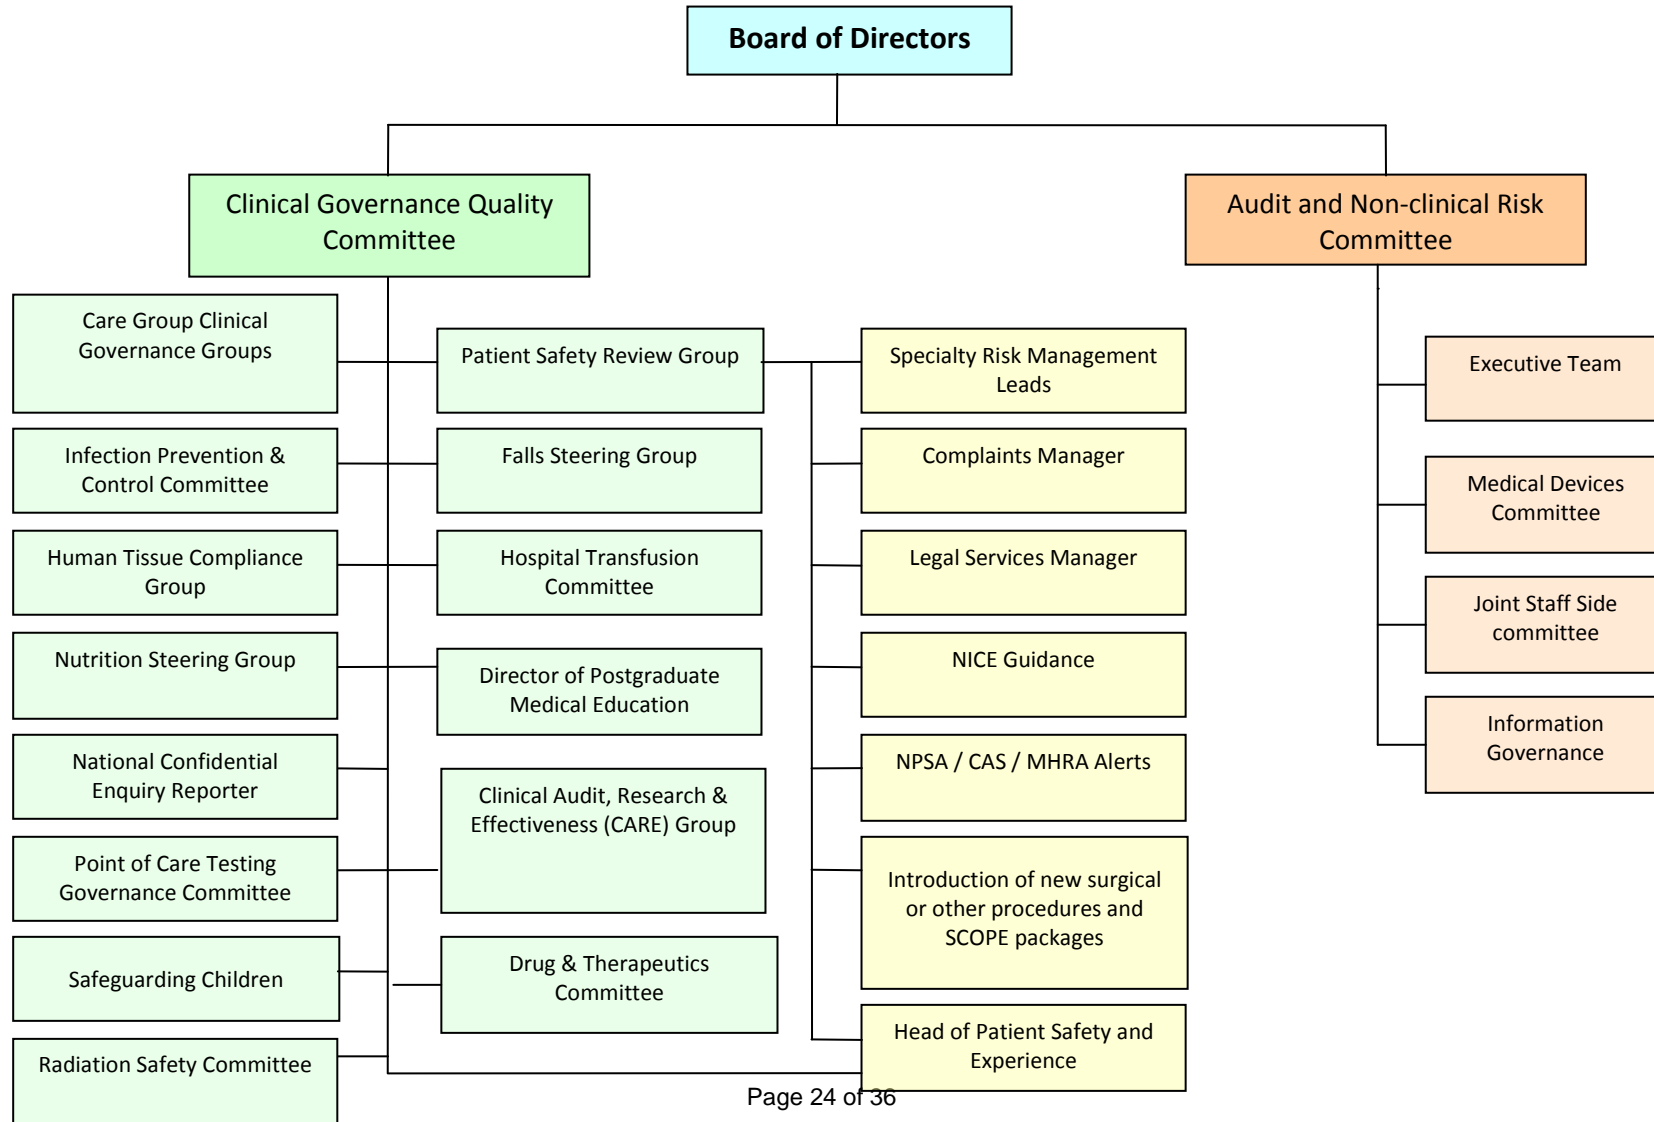 Board of Directors
Clinical Governance Quality
Committee
Audit and Non-clinical Risk
Committee
Care Group Clinical
Governance Groups
Patient Safety Review Group
Specialty Risk Management
Leads
Executive Team
Infection Prevention &
Control Committee
Falls Steering Group
Complaints Manager
Medical Devices
Committee
Human Tissue Compliance
Group
Hospital Transfusion
Committee
Legal Services Manager
Joint Staff Side
committee
Nutrition Steering Group
Director of Postgraduate
Medical Education
NICE Guidance
Information
Governance
National Confidential
Enquiry Reporter
Clinical Audit, Research &
Effectiveness (CARE) Group
NPSA / CAS / MHRA Alerts
Point of Care Testing
Governance Committee
Introduction of new surgical
or other procedures and
SCOPE packages
Safeguarding Children
Drug & Therapeutics
Committee
Head of Patient Safety and
Experience
Radiation Safety Committee
Page 24 of 36